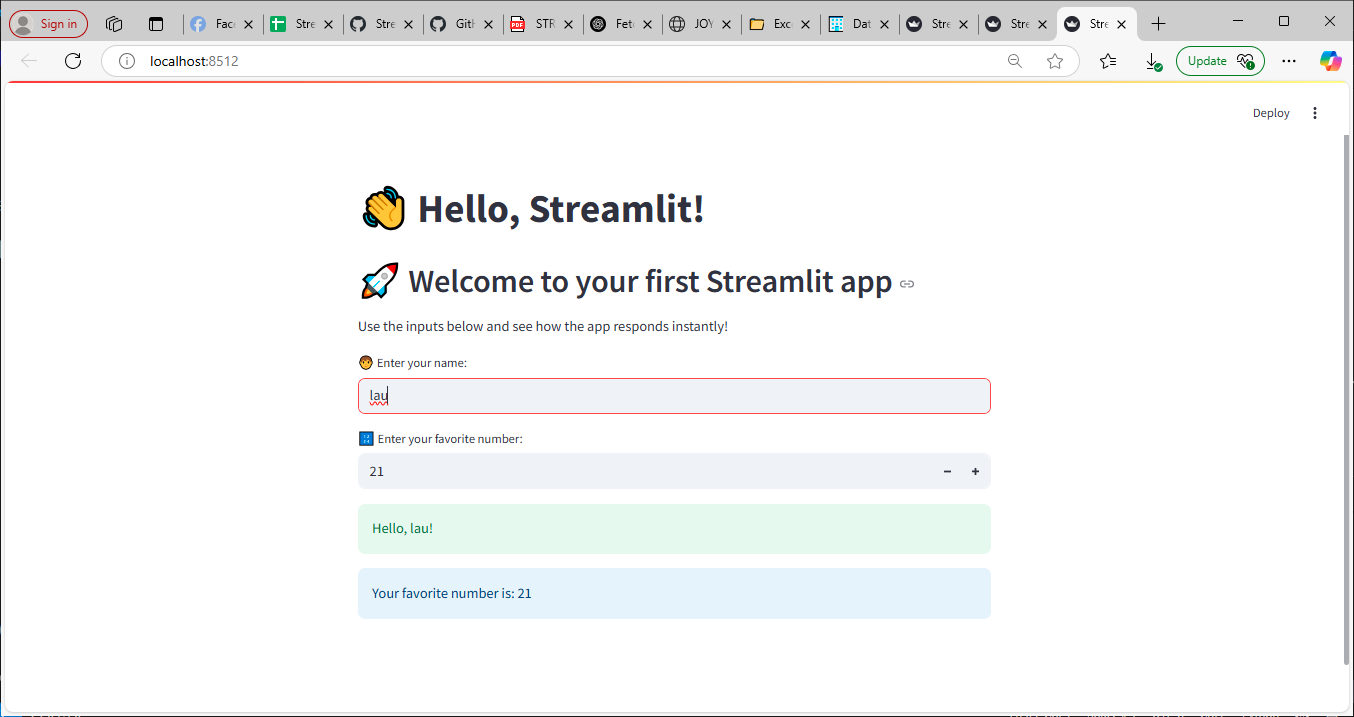 Sign in
Face
Stre
Stre
GitH
STR
Fetc
JOY
Exce
Dat
Stre
Stre
Stre
localhost:8512
Update
Deploy
👋 Hello, Streamlit!
🚀 Welcome to your first Streamlit app
Use the inputs below and see how the app responds instantly!
👨 Enter your name:
lau
🔢 Enter your favorite number:
21
Hello, lau!
Your favorite number is: 21